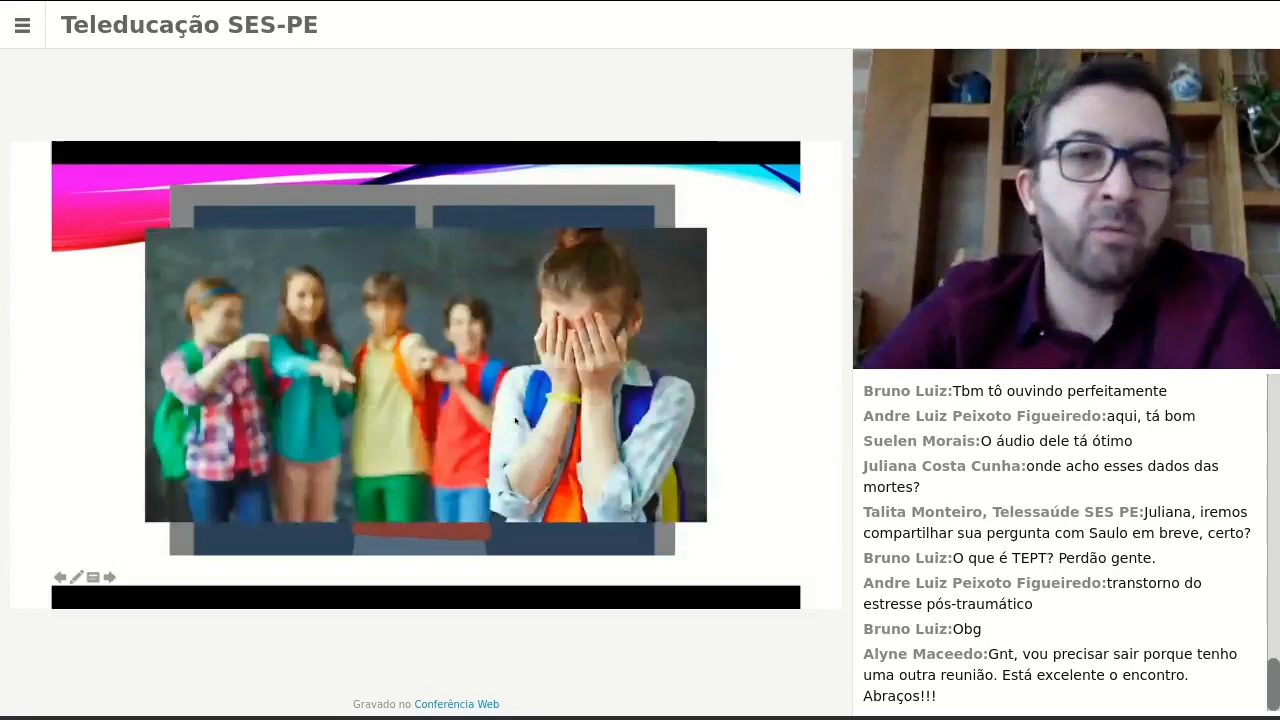 Teleducação SES-PE
Bruno Luiz:Tbm tô ouvindo perfeitamente
Andre Luiz Peixoto Figueiredo:aqui, tá bom
Suelen Morais:O áudio dele tá ótimo
Juliana Costa Cunha:onde acho esses dados das
mortes?
Talita Monteiro, Telessaúde SES PE:Juliana, iremos
compartilhar sua pergunta com Saulo em breve, certo?
Bruno Luiz:O que é TEPT? Perdão gente.
Andre Luiz Peixoto Figueiredo:transtorno do
estresse pós-traumático
Bruno Luiz:Obg
Alyne Maceedo:Gnt, vou precisar sair porque tenho
uma outra reunião. Está excelente o encontro.
Abraços!!!
Gravado no Conferência Web